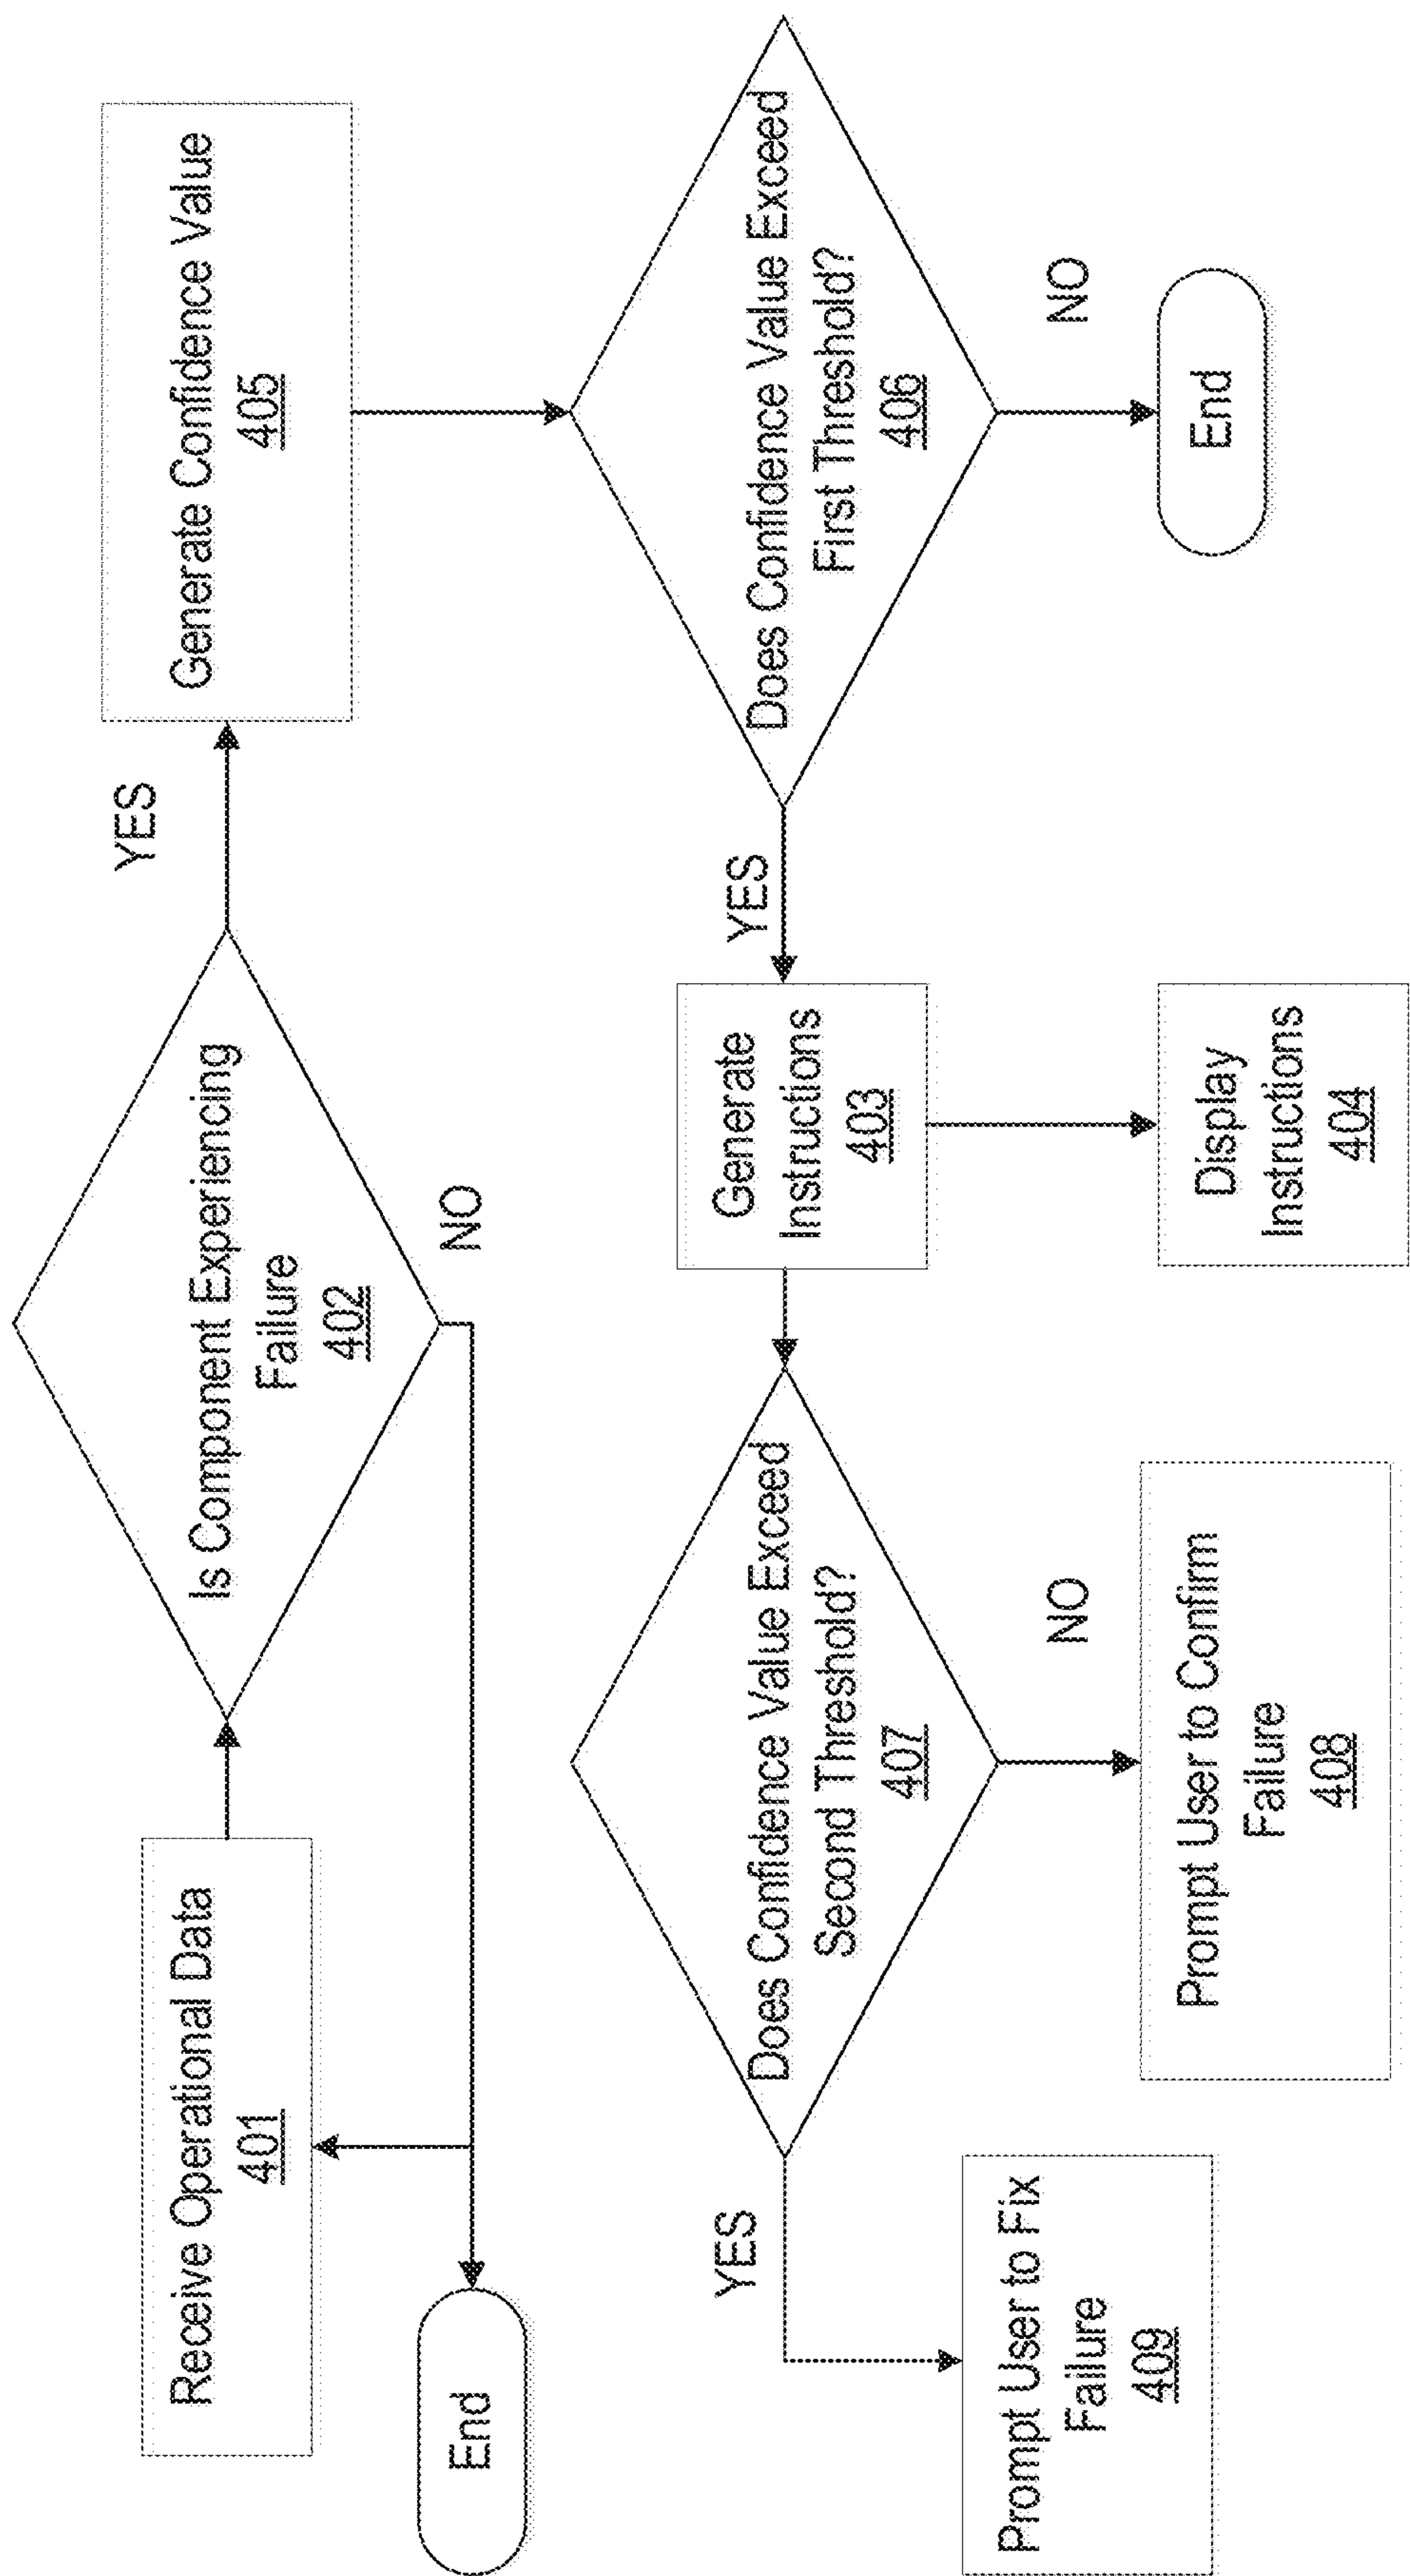 Receive Operational Data
401
Is Component Experiencing
Failure
402
YES
Generate Confidence Value
405
NO
End
Does Confidence Value Exceed
First Threshold?
406
NO
End
YES
Generate
Instructions
403
Display
Instructions
404
Does Confidence Value Exceed
Second Threshold?
407
NO
Prompt User to Confirm
Failure
408
YES
Prompt User to Fix
Failure
409